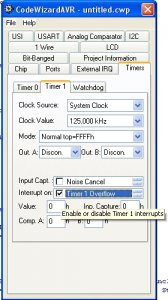 CodeWizardAVR - untitled.cwp
File Help
USI USART Analog Comparator I2C
1 Wire LCD
Bit-Banged Project Information
Chip Ports External IRQ Timers
Timer 0 Timer 1 Watchdog
Clock Source: System Clock
Clock Value: 125,000 kHz
Mode: Normal top=FFFFh
Out. A: Discon. Out. B: Discon.
Input Capt.: Noise Cancel
Interrupt on: Timer 1 Overflow
Value: 0 h Inp. Capture: 0 h
Enable or disable Timer 1 interrupts
Comp. A: 0 h B: 0 h